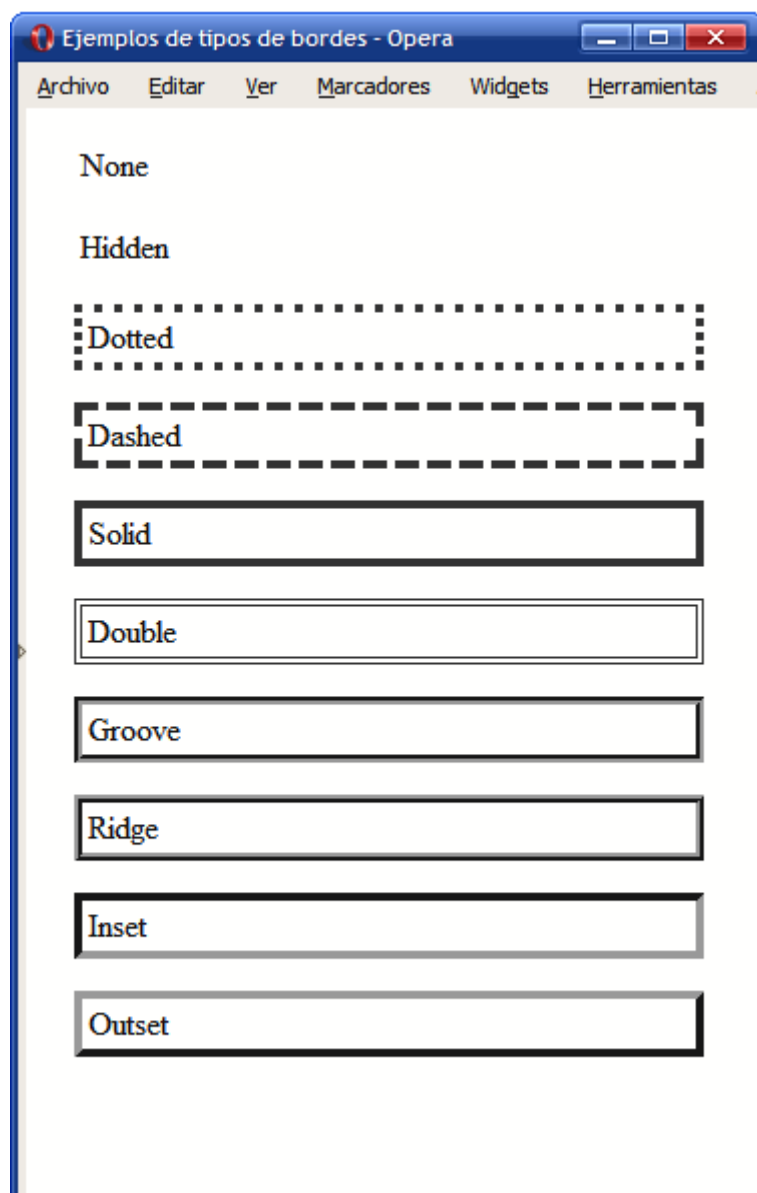 Ejemplos de tipos de bordes - Opera
Archivo Editar Ver Marcadores Widgets Herramientas
None
Hidden
Dotted
Dashed
Solid
Double
Groove
Ridge
Inset
Outset